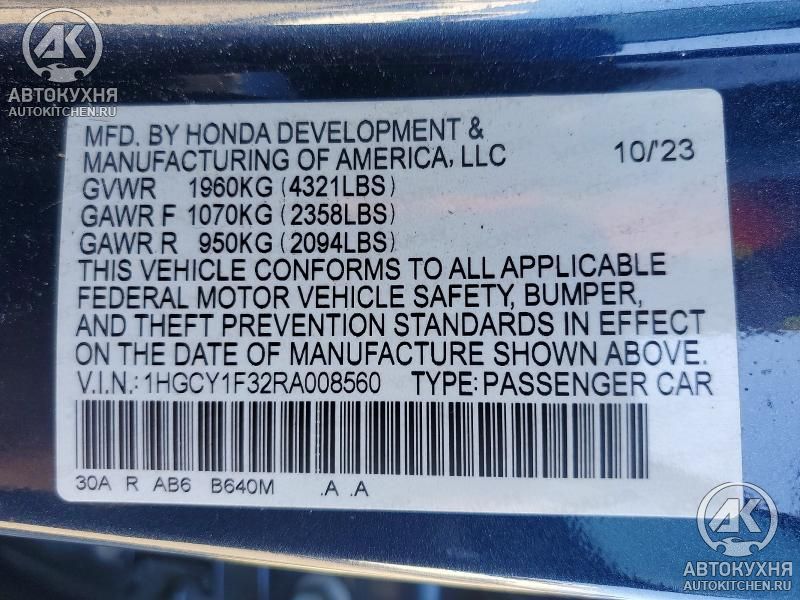 АК
АВТОКУХНЯ
AUTOKITCHEN.RU
MFD. BY HONDA DEVELOPMENT &
MANUFACTURING OF AMERICA, LLC 10/'23
GVWR 1960KG (4321LBS)
GAWR F 1070KG (2358LBS)
GAWR R 950KG (2094LBS)
THIS VEHICLE CONFORMS TO ALL APPLICABLE
FEDERAL MOTOR VEHICLE SAFETY, BUMPER,
AND THEFT PREVENTION STANDARDS IN EFFECT
ON THE DATE OF MANUFACTURE SHOWN ABOVE.
V.I.N.: 1HGCY1F32RA008560 TYPE: PASSENGER CAR
30A R AB6 B640M .A .A
АК
АВТОКУХНЯ
AUTOKITCHEN.RU